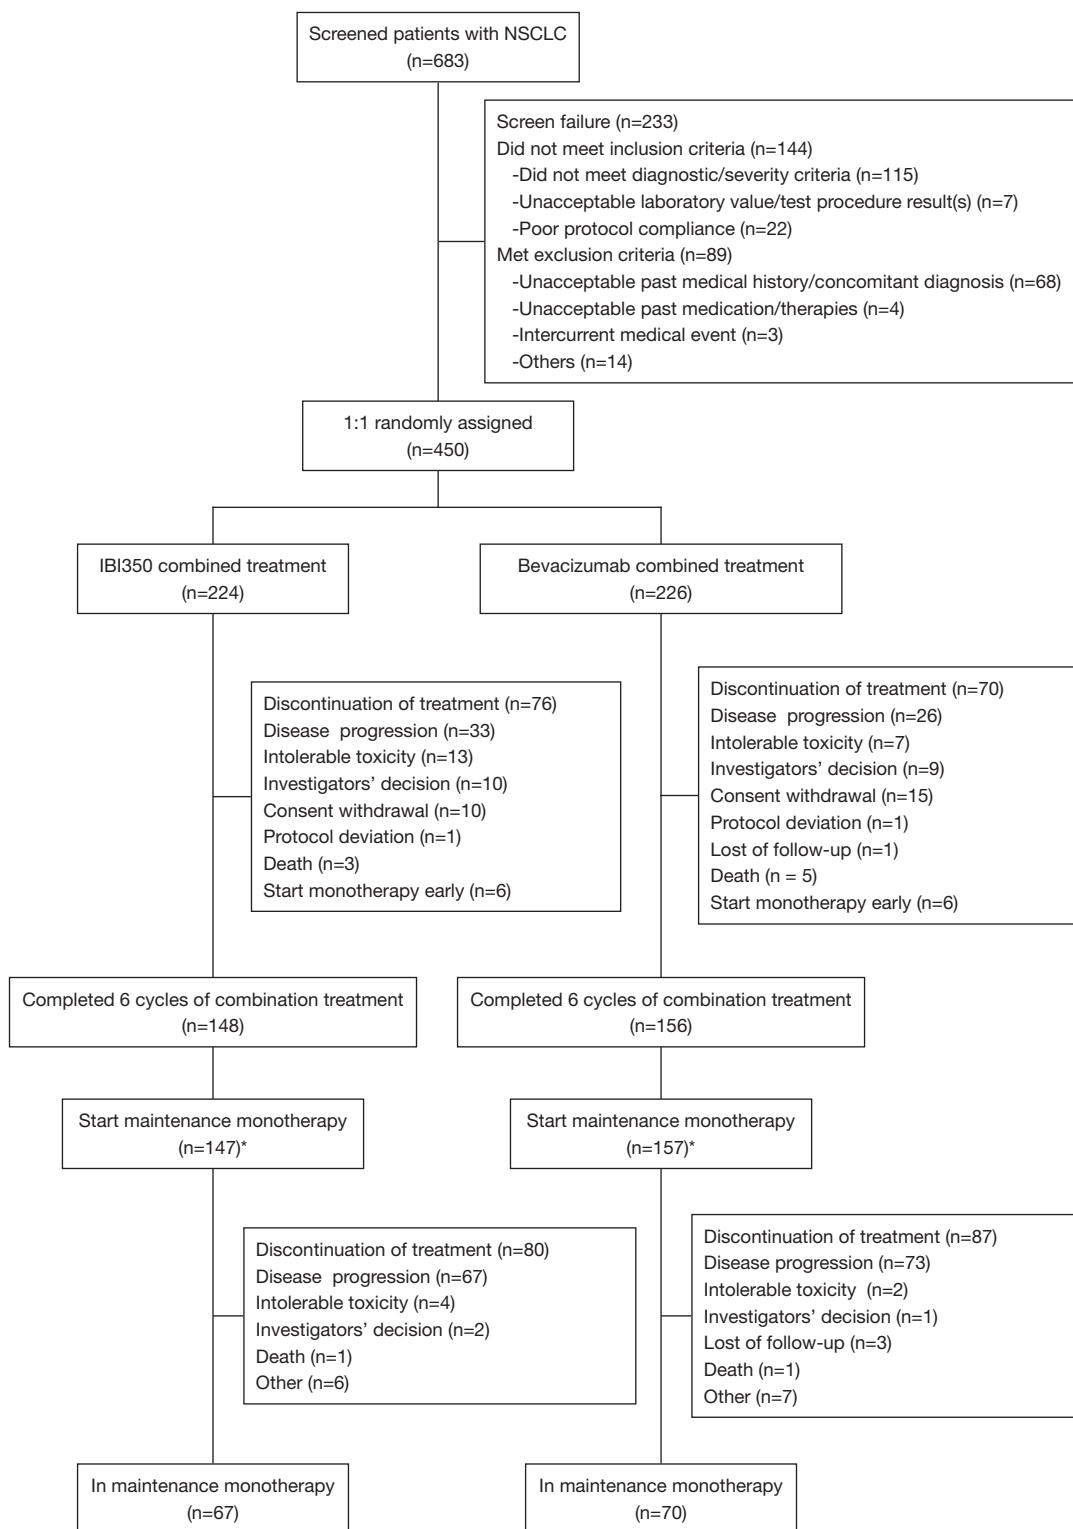 Screened patients with NSCLC
(n=683)
Screen failure (n=233)
Did not meet inclusion criteria (n=144)
-Did not meet diagnostic/severity criteria (n=115)
-Unacceptable laboratory value/test procedure result(s) (n=7)
-Poor protocol compliance (n=22)
Met exclusion criteria (n=89)
-Unacceptable past medical history/concomitant diagnosis (n=68)
-Unacceptable past medication/therapies (n=4)
-Intercurrent medical event (n=3)
-Others (n=14)
1:1 randomly assigned
(n=450)
IBI350 combined treatment
(n=224)
Bevacizumab combined treatment
(n=226)
Discontinuation of treatment (n=76)
Disease progression (n=33)
Intolerable toxicity (n=13)
Investigators' decision (n=10)
Consent withdrawal (n=10)
Protocol deviation (n=1)
Death (n=3)
Start monotherapy early (n=6)
Discontinuation of treatment (n=70)
Disease progression (n=26)
Intolerable toxicity (n=7)
Investigators' decision (n=9)
Consent withdrawal (n=15)
Protocol deviation (n=1)
Lost of follow-up (n=1)
Death (n = 5)
Start monotherapy early (n=6)
Completed 6 cycles of combination treatment
(n=148)
Completed 6 cycles of combination treatment
(n=156)
Start maintenance monotherapy
(n=147)*
Start maintenance monotherapy
(n=157)*
Discontinuation of treatment (n=80)
Disease progression (n=67)
Intolerable toxicity (n=4)
Investigators' decision (n=2)
Death (n=1)
Other (n=6)
Discontinuation of treatment (n=87)
Disease progression (n=73)
Intolerable toxicity (n=2)
Investigators' decision (n=1)
Lost of follow-up (n=3)
Death (n=1)
Other (n=7)
In maintenance monotherapy
(n=67)
In maintenance monotherapy
(n=70)